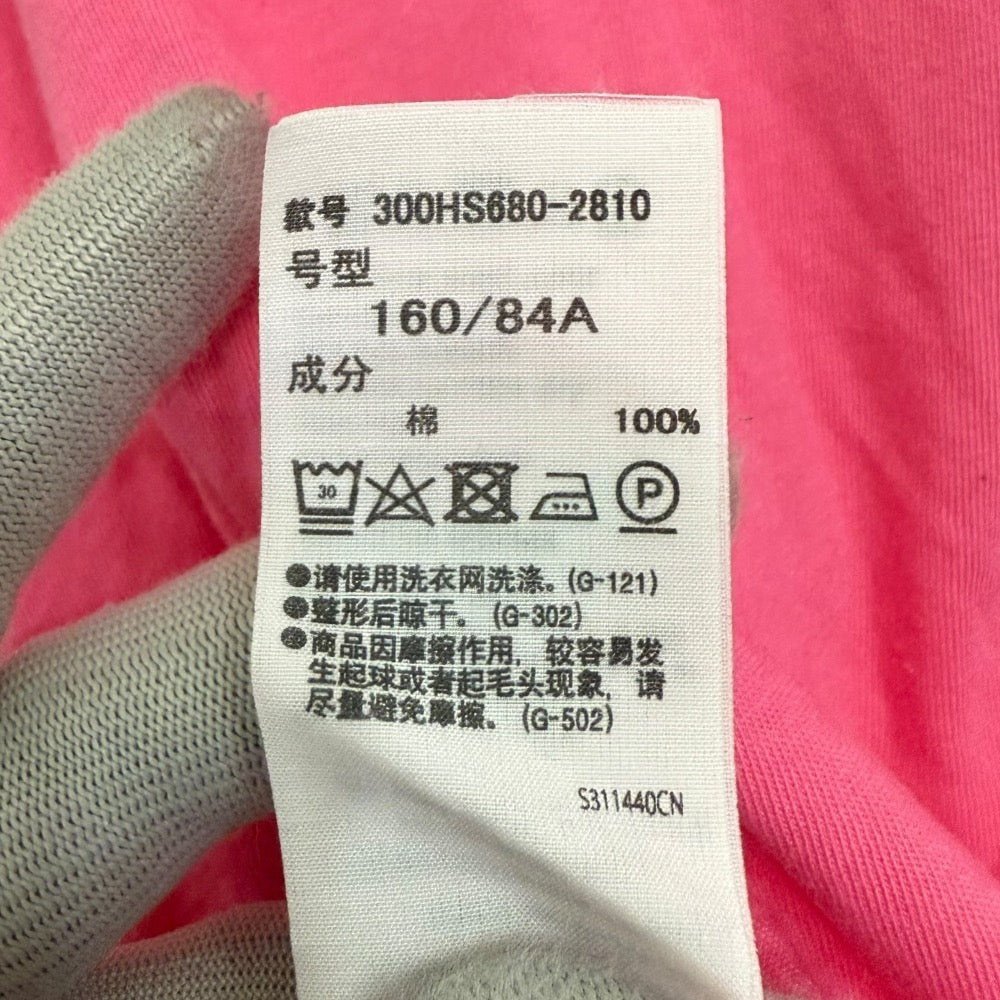 款号 300HS680-2810
号型
160/84A
成分
棉 100%
30 P
●请使用洗衣网洗涤。(G-121)
●整形后晾干。(G-302)
●商品因摩擦作用，较容易发
生起球或者起毛头现象，请
尽量避免摩擦。(G-502)
S311440CN